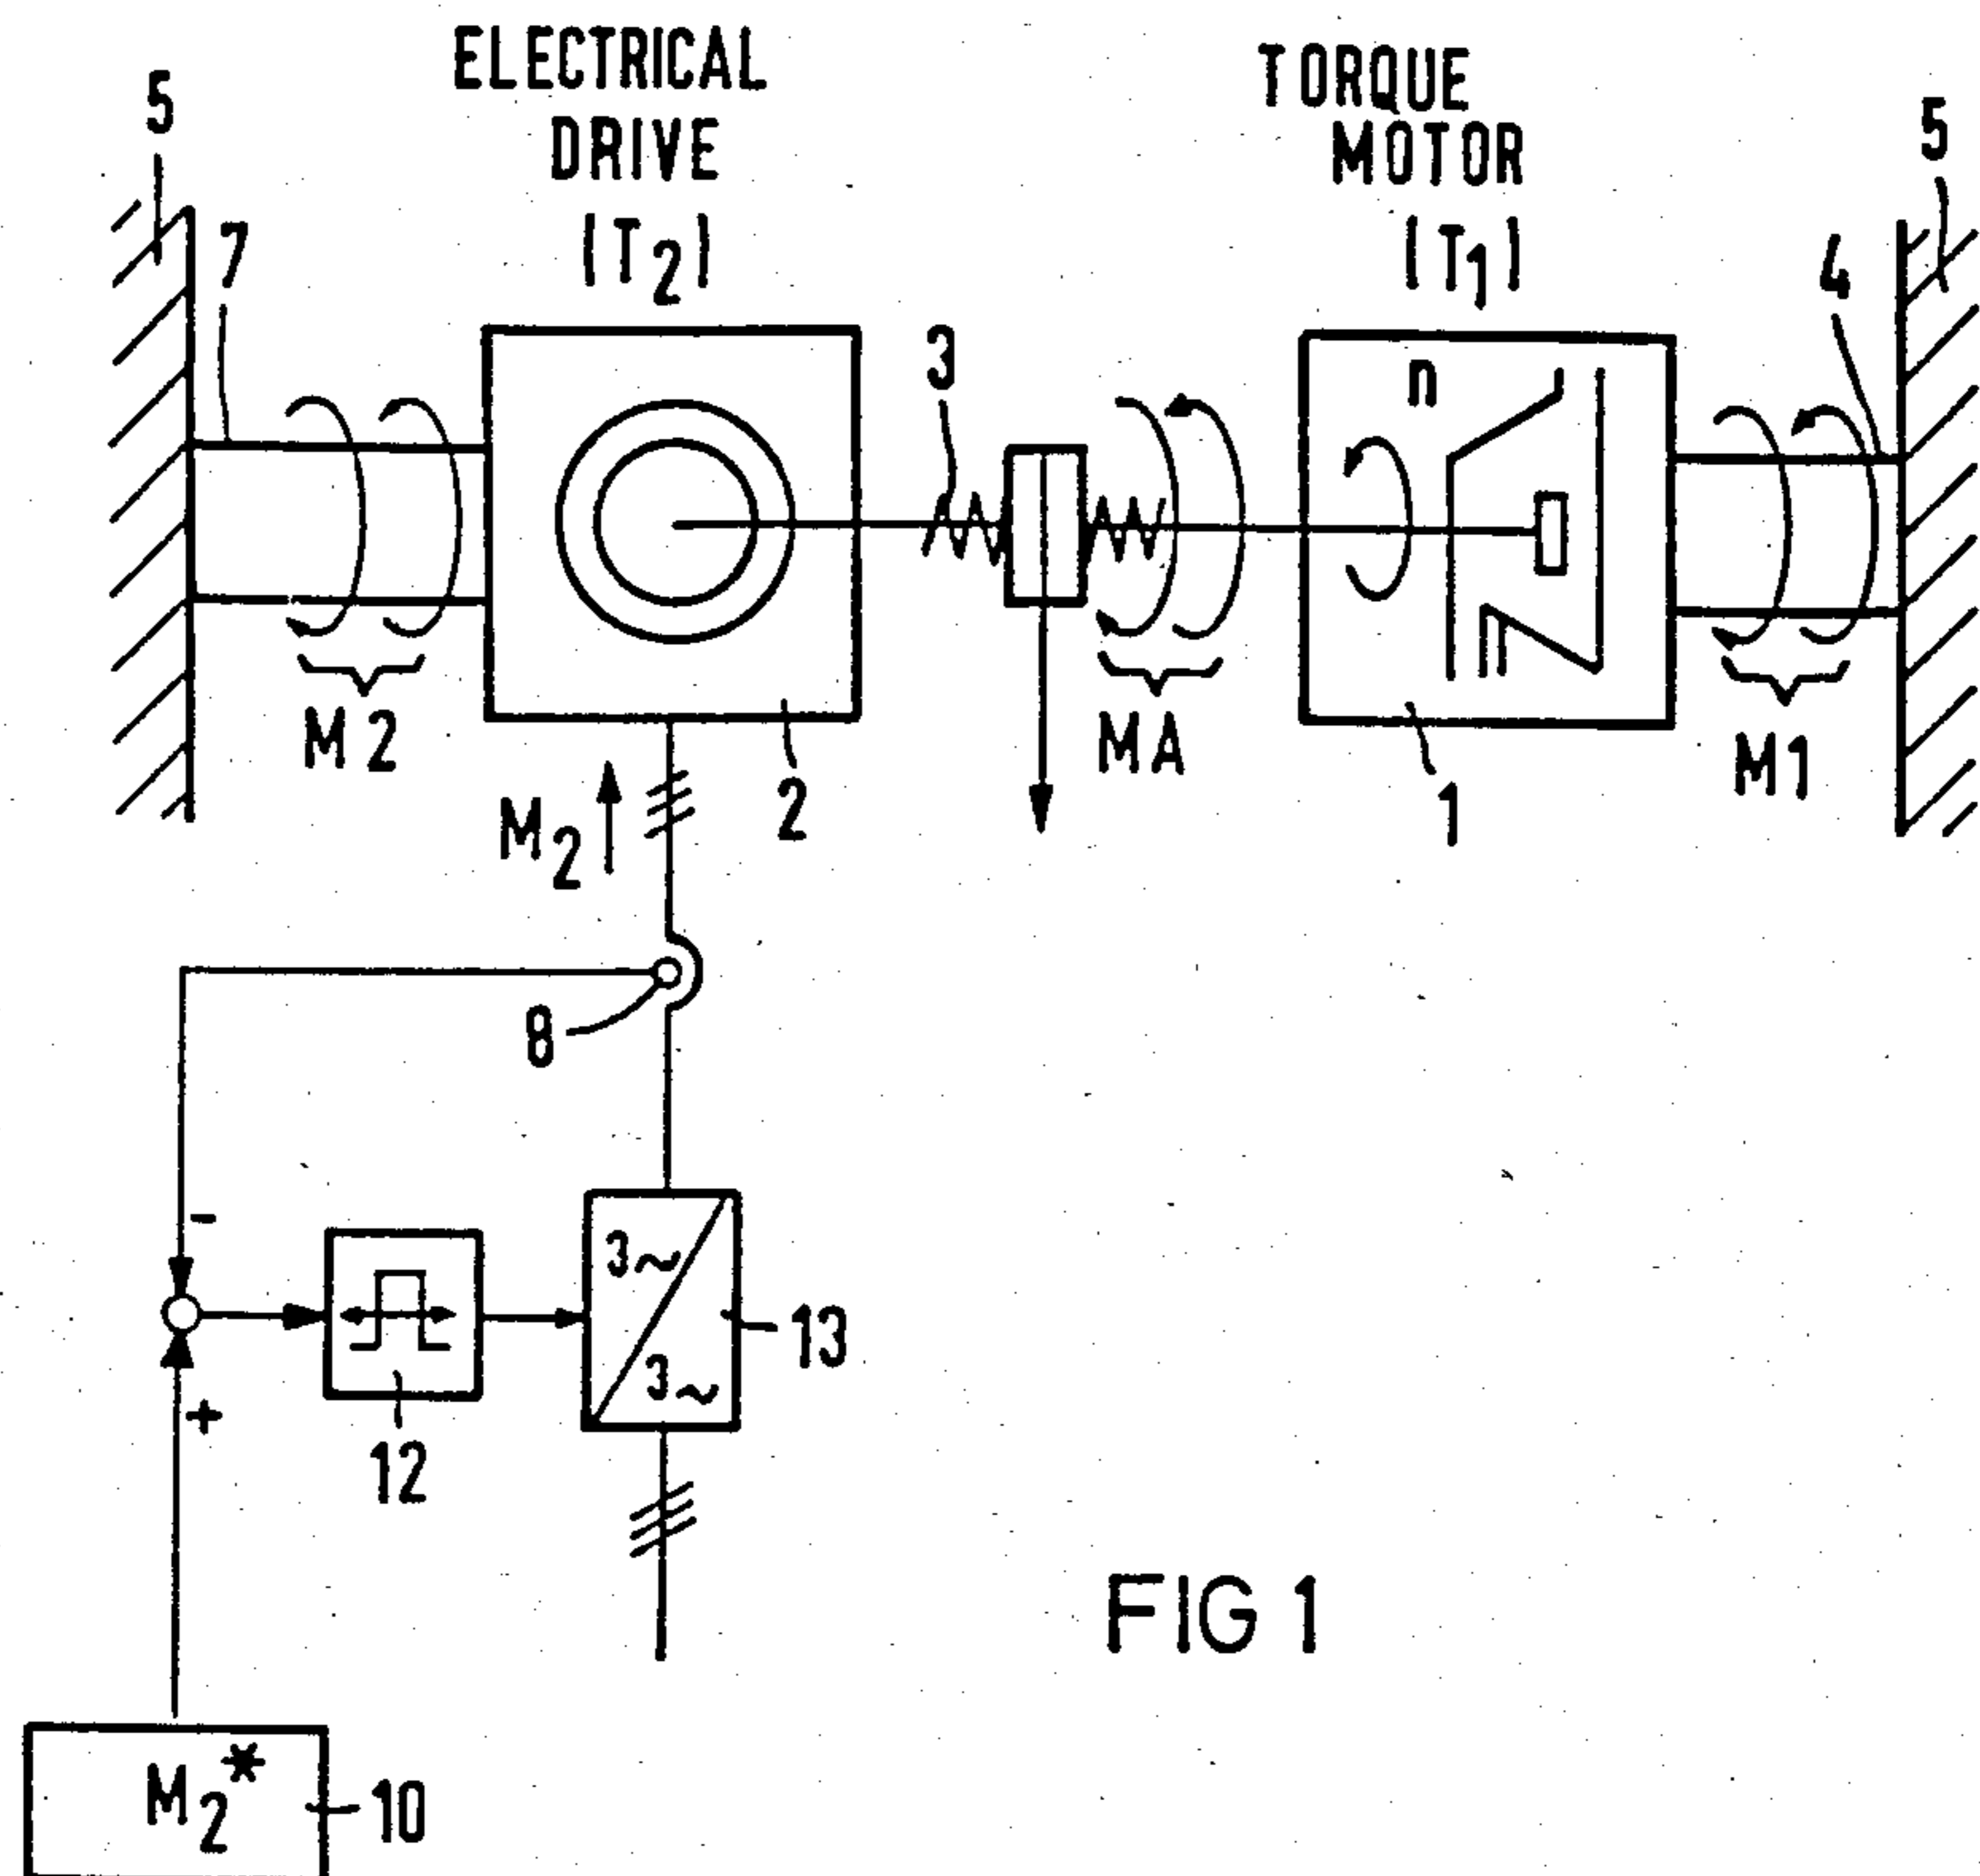 ELECTRICAL
DRIVE
(T2)
TORQUE
MOTOR
(T1)
5
5
7
4
3
n
M2
MA
M1
M2
2
1
8
-
3~
3~
13
+
12
FIG 1
M2*
10